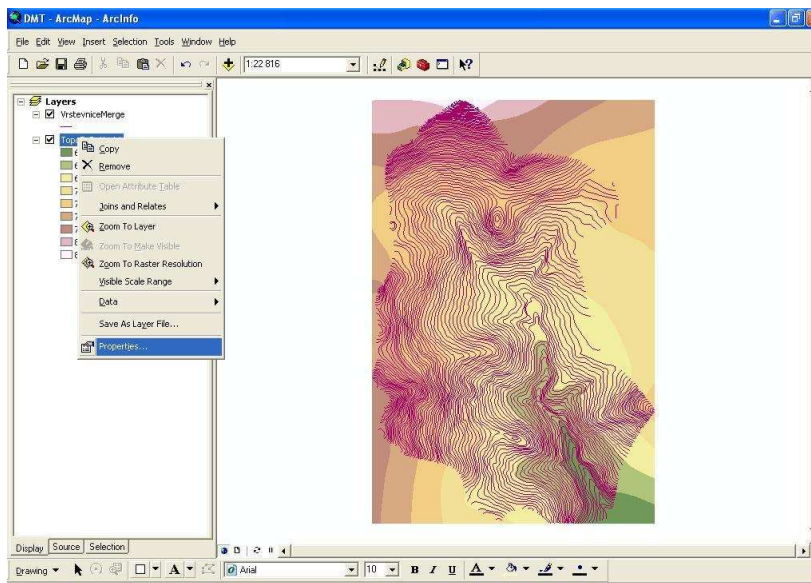 DMT - ArcMap - ArcInfo
File Edit View Insert Selection Tools Window Help
1:22 816
Layers
VrstevniceMerge
Copy
Remove
Open Attribute Table
Joins and Relates
Zoom To Layer
Zoom To Make Visible
Zoom To Raster Resolution
Visible Scale Range
Data
Save As Layer File...
Properties...
Display Source Selection
Drawing A Arial 10 B I U A